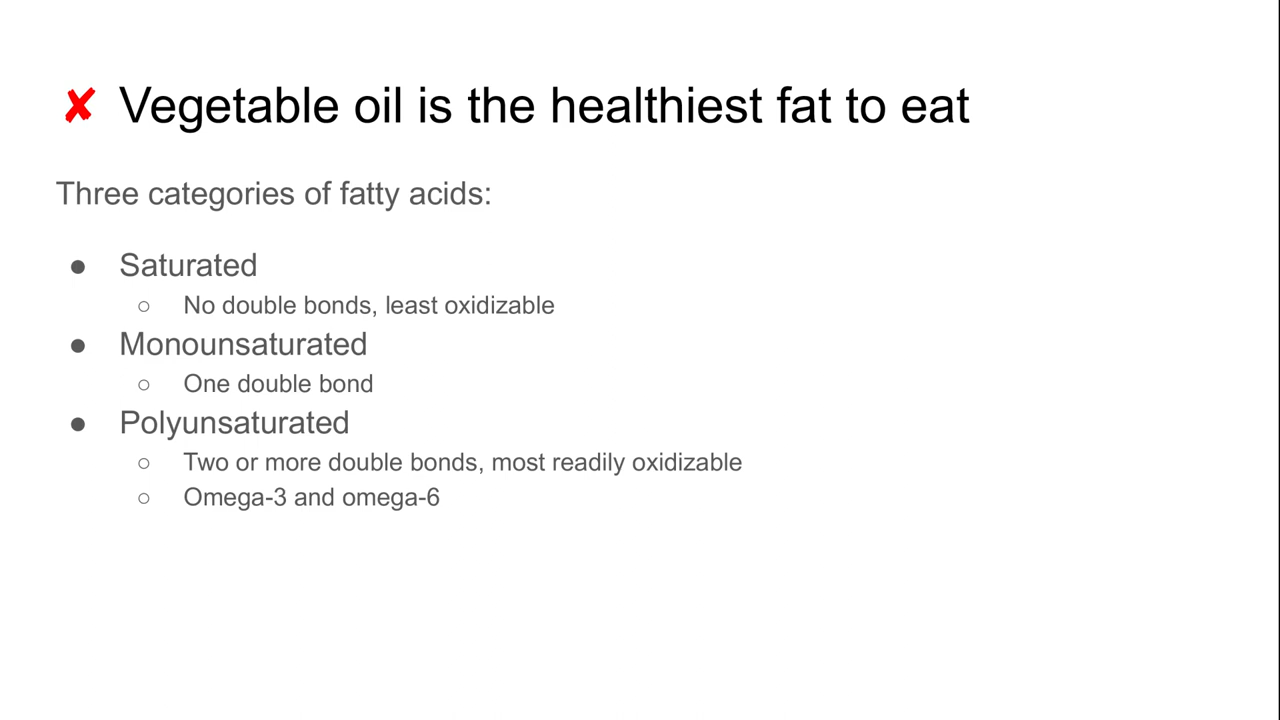 ✘ Vegetable oil is the healthiest fat to eat
Three categories of fatty acids:
● Saturated
○ No double bonds, least oxidizable
● Monounsaturated
○ One double bond
● Polyunsaturated
○ Two or more double bonds, most readily oxidizable
○ Omega-3 and omega-6